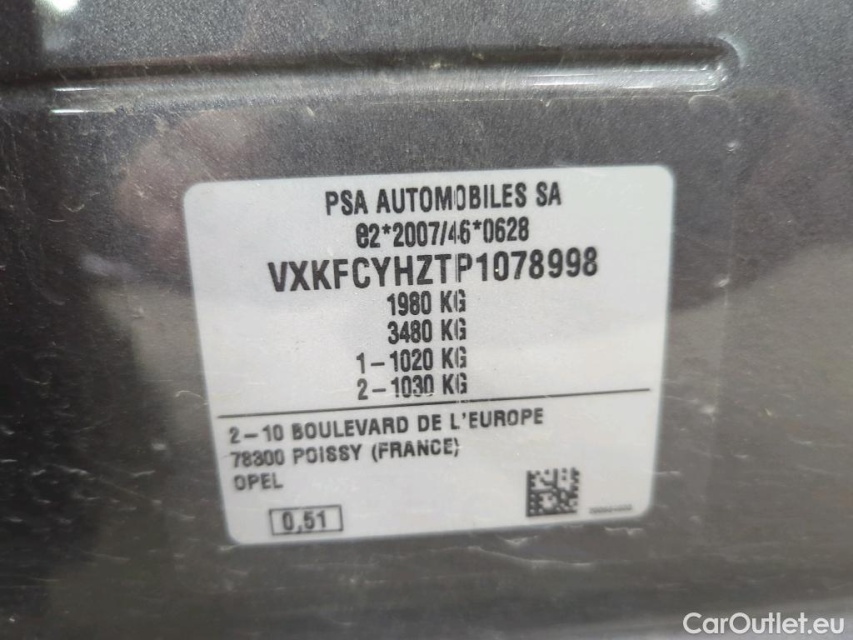 PSA AUTOMOBILES SA
e2*2007/46*0628
VXKFCYHZTP1078998
1980 KG
3480 KG
1-1020 KG
2-1030 KG
2-10 BOULEVARD DE L'EUROPE
78300 POISSY (FRANCE)
OPEL
0,51
CarOutlet.eu